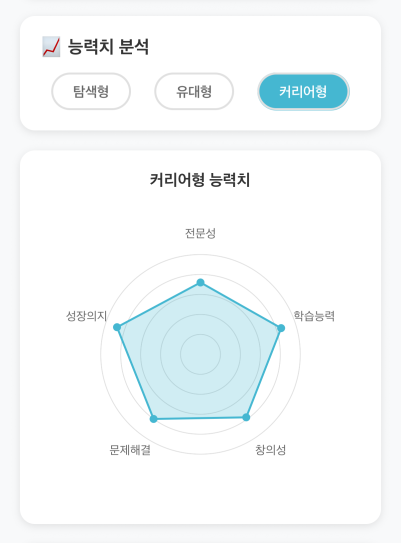 능력치 분석
탐색형
유대형
커리어형
커리어형 능력치
전문성
성장의지
학습능력
문제해결
창의성